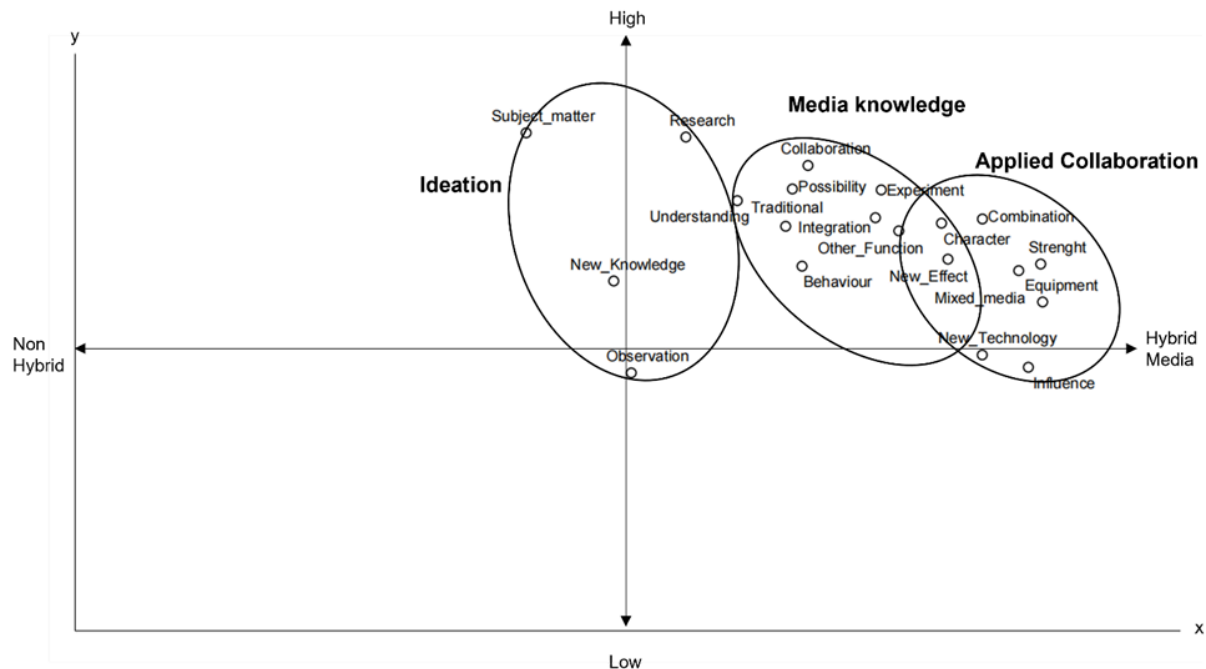 High
y
Media knowledge
Subject_matter
Research
Collaboration
Applied Collaboration
Ideation
Possibility
Experiment
Understanding
Traditional
Combination
Integration
Character
Other_Function
Strenght
New_Knowledge
Behaviour
New_Effect
Equipment
Mixed_media
Non
Hybrid
New_Technology
Hybrid
Media
Observation
Influence
x
Low